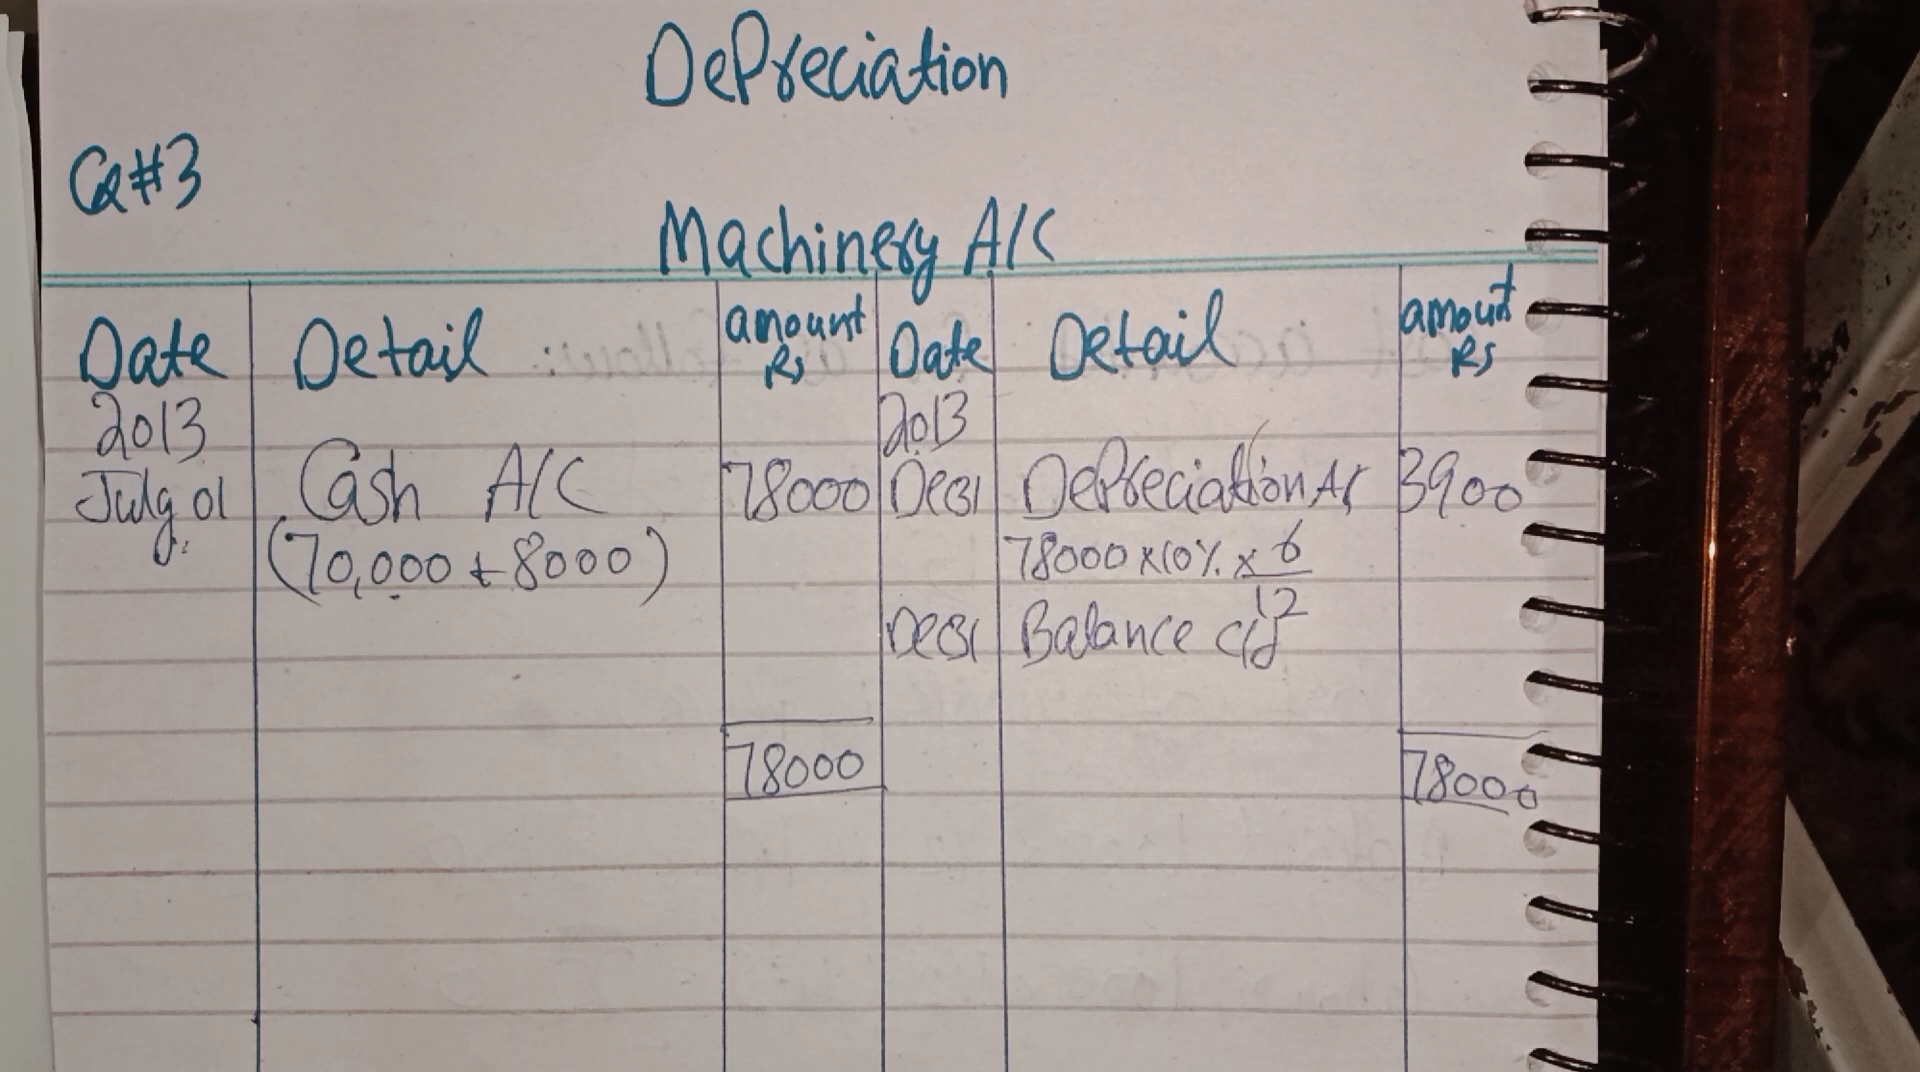 Depreciation
Q#3
Machinery A/C
Date Detail amount Rs Date Detail amount Rs
2013 2013
July 01 Cash A/C 78000 Dec31 Depreciation A/c 3900
(70,000 + 8000) 78000 x 10% x 6/12
Dec31 Balance c/d
78000 78000